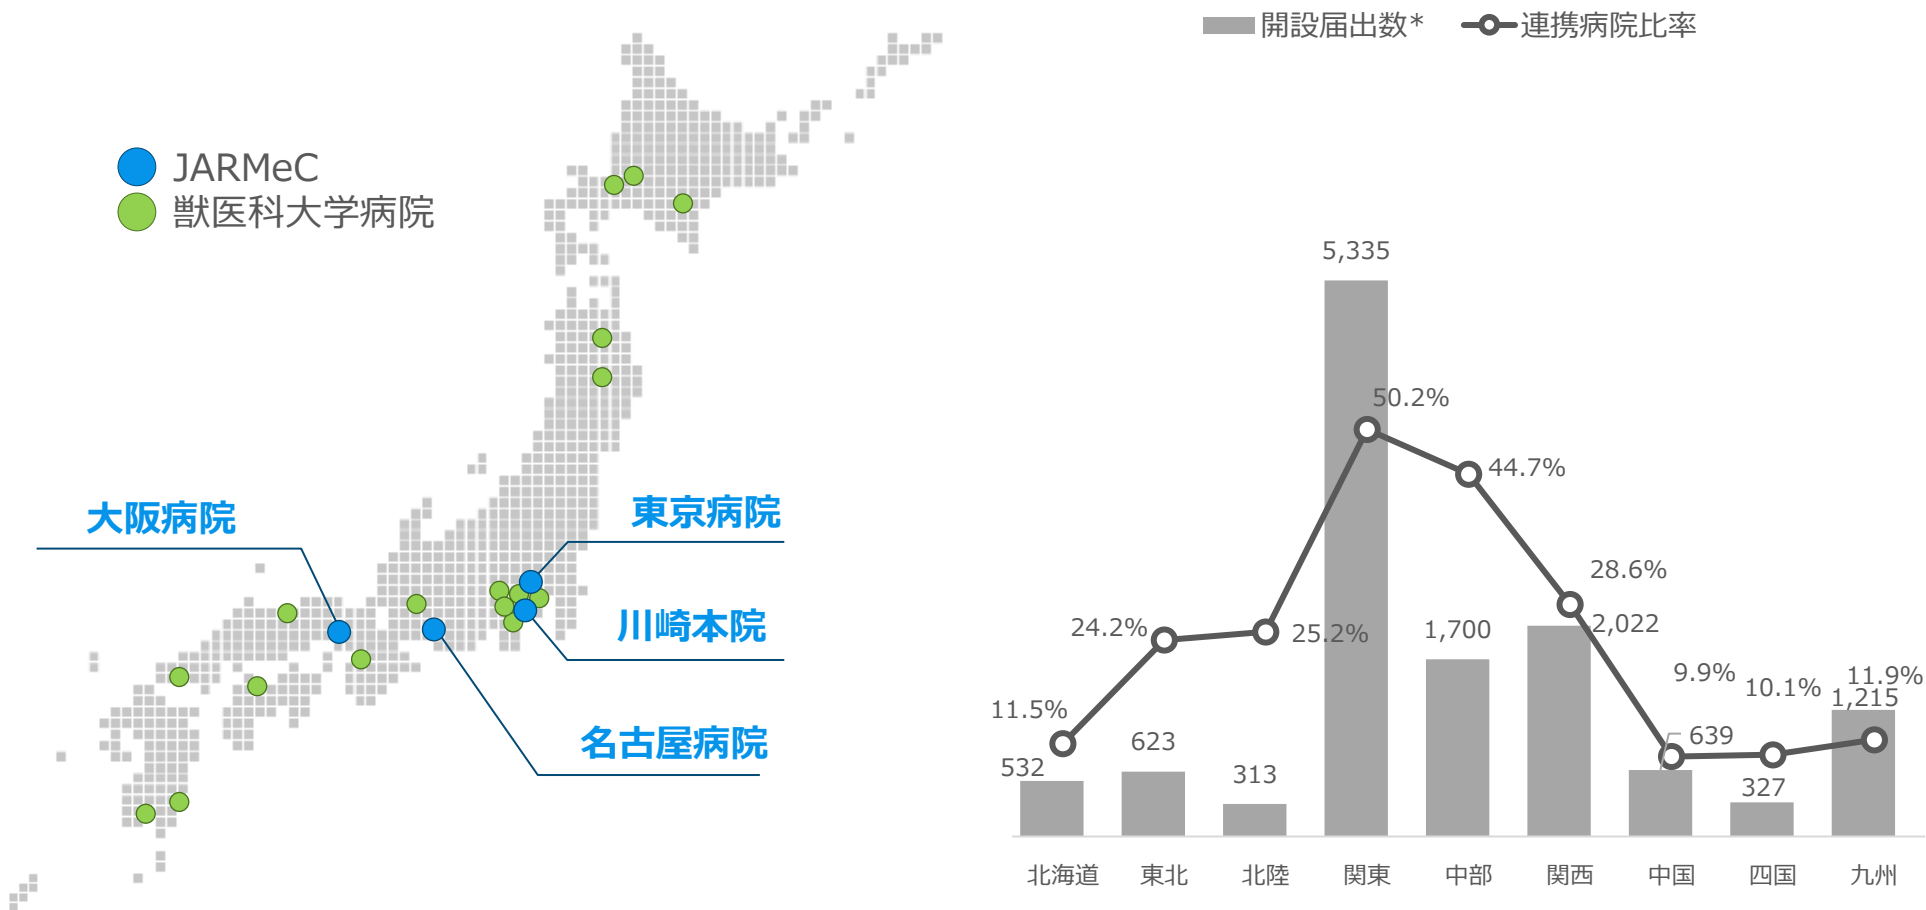 JARMeC
獣医科大学病院
大阪病院
東京病院
川崎本院
名古屋病院
開設届出数*
連携病院比率
5,335
50.2%
44.7%
28.6%
24.2%
25.2%
1,700
2,022
9.9%
10.1%
11.9%
1,215
11.5%
532
623
313
639
327
北海道
東北
北陸
関東
中部
関西
中国
四国
九州